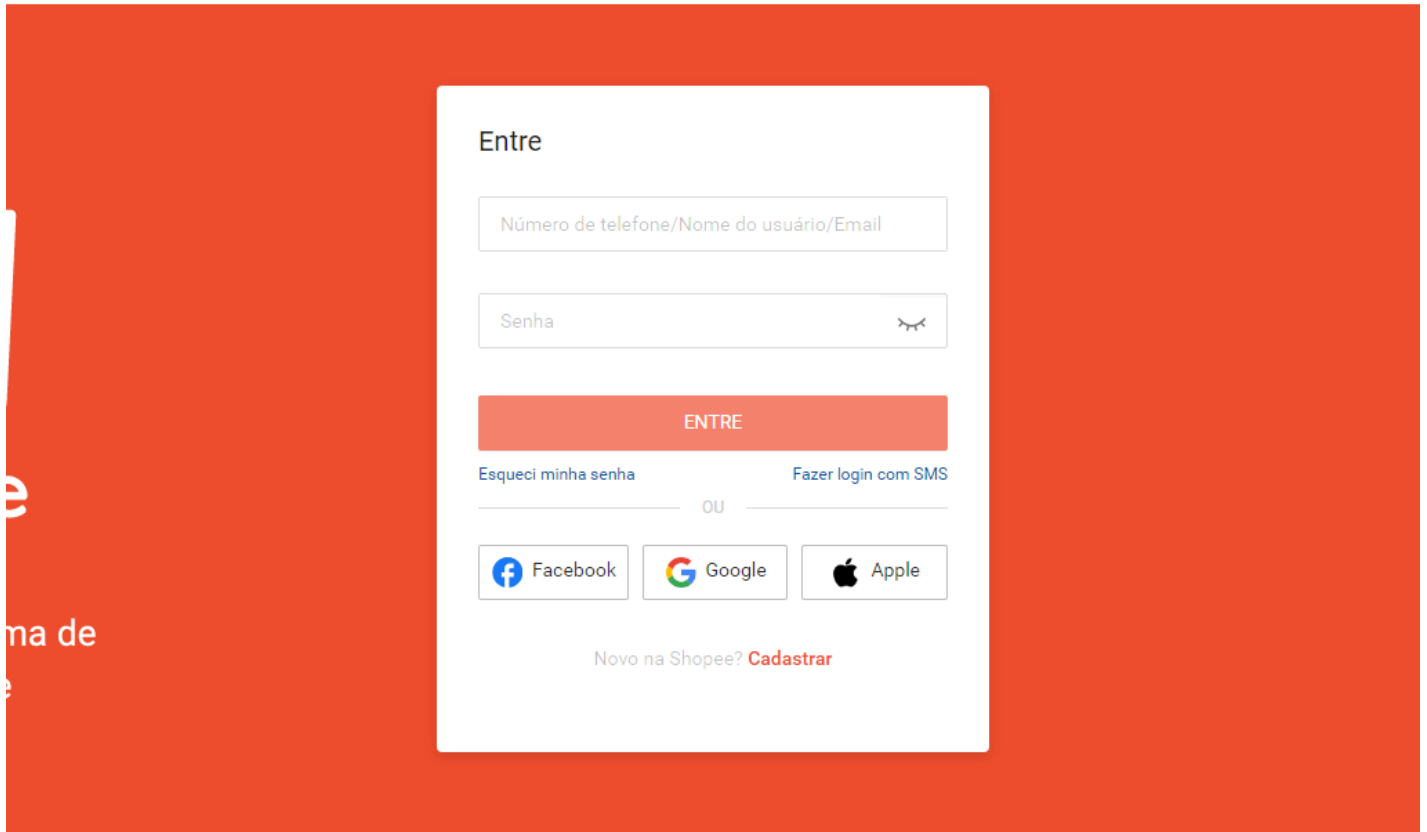 Entre
Número de telefone/Nome do usuário/Email
Senha
ENTRE
Esqueci minha senha Fazer login com SMS
OU
Facebook Google Apple
e
ma de
e
Novo na Shopee? Cadastrar